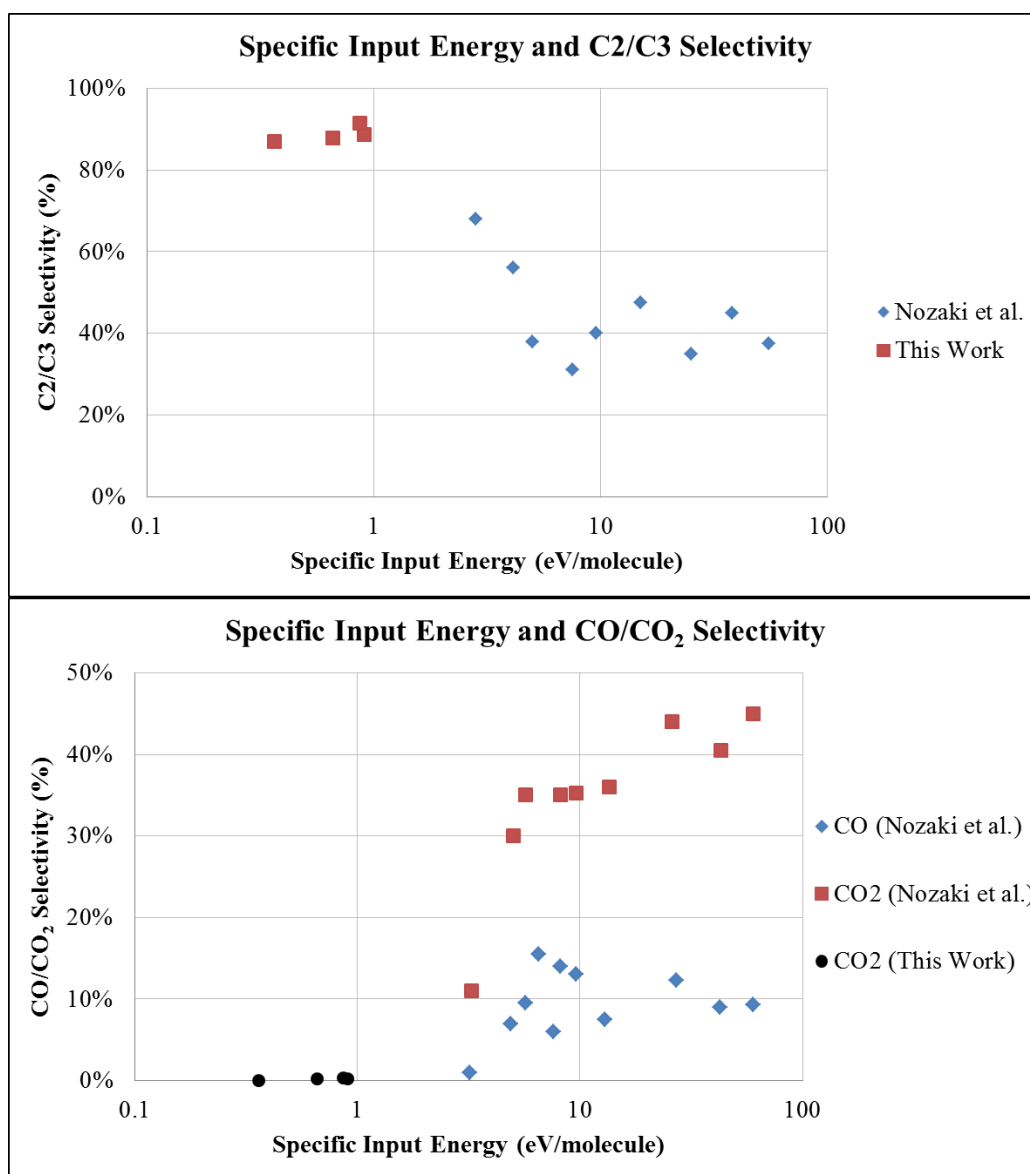 Specific Input Energy and C2/C3 Selectivity
100%
80%
60%
40%
20%
0%
C2/C3 Selectivity (%)
0.1 1 10 100
Specific Input Energy (eV/molecule)
Nozaki et al.
This Work
Specific Input Energy and CO/CO₂ Selectivity
50%
40%
30%
20%
10%
0%
CO/CO₂ Selectivity (%)
0.1 1 10 100
Specific Input Energy (eV/molecule)
CO (Nozaki et al.)
CO2 (Nozaki et al.)
CO2 (This Work)